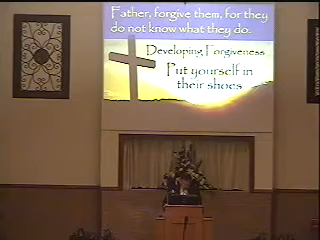 Father, forgive them, for they
do not know what they do.
Developing Forgiveness
Put yourself in
their shoes